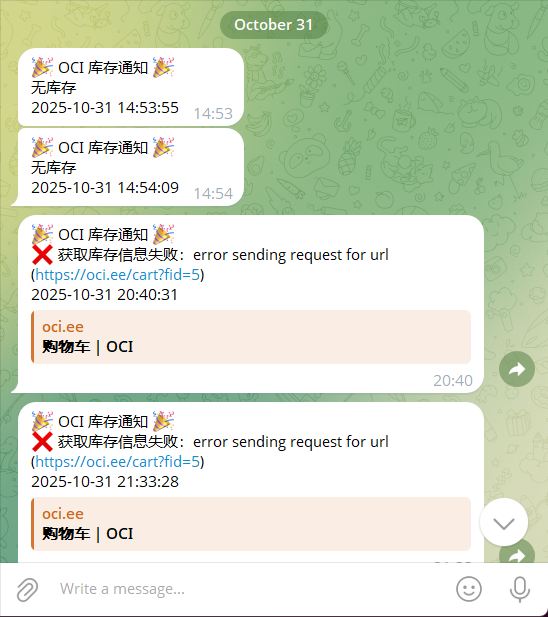 October 31
🎉 OCI 库存通知 🎉
无库存
2025-10-31 14:53:55
14:53
🎉 OCI 库存通知 🎉
无库存
2025-10-31 14:54:09
14:54
🎉 OCI 库存通知 🎉
❌ 获取库存信息失败：error sending request for url
(https://oci.ee/cart?fid=5)
2025-10-31 20:40:31
oci.ee
购物车 | OCI
20:40
🎉 OCI 库存通知 🎉
❌ 获取库存信息失败：error sending request for url
(https://oci.ee/cart?fid=5)
2025-10-31 21:33:28
oci.ee
购物车 | OCI
Write a message...